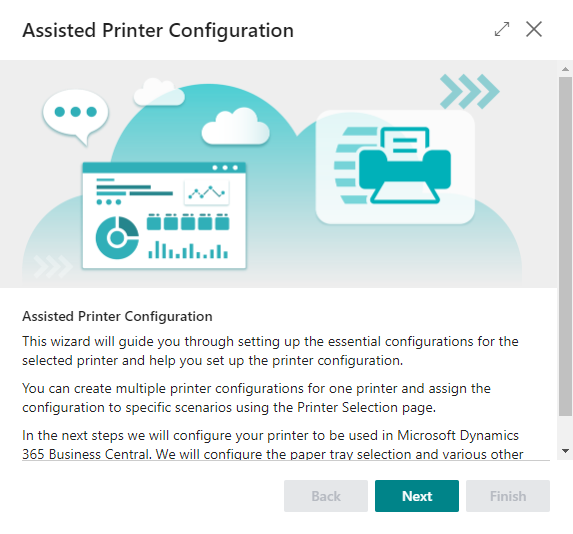 Assisted Printer Configuration
Assisted Printer Configuration
This wizard will guide you through setting up the essential configurations for the
selected printer and help you set up the printer configuration.
You can create multiple printer configurations for one printer and assign the
configuration to specific scenarios using the Printer Selection page.
In the next steps we will configure your printer to be used in Microsoft Dynamics
365 Business Central. We will configure the paper tray selection and various other
Back
Next
Finish